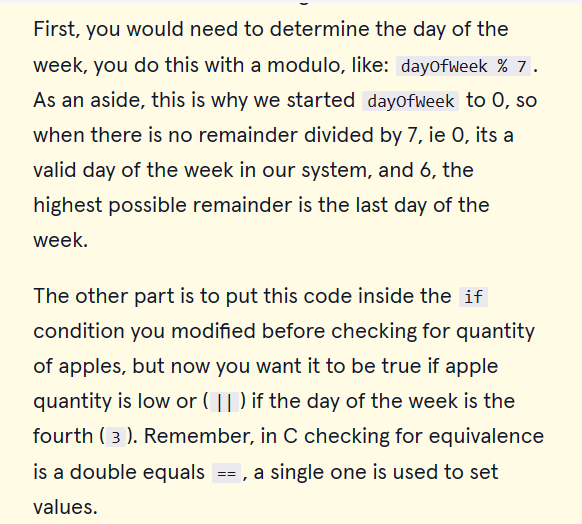 First, you would need to determine the day of the
week, you do this with a modulo, like: dayOfWeek % 7.
As an aside, this is why we started dayOfWeek to 0, so
when there is no remainder divided by 7, ie 0, its a
valid day of the week in our system, and 6, the
highest possible remainder is the last day of the
week.
The other part is to put this code inside the if
condition you modified before checking for quantity
of apples, but now you want it to be true if apple
quantity is low or (||) if the day of the week is the
fourth (3). Remember, in C checking for equivalence
is a double equals ==, a single one is used to set
values.